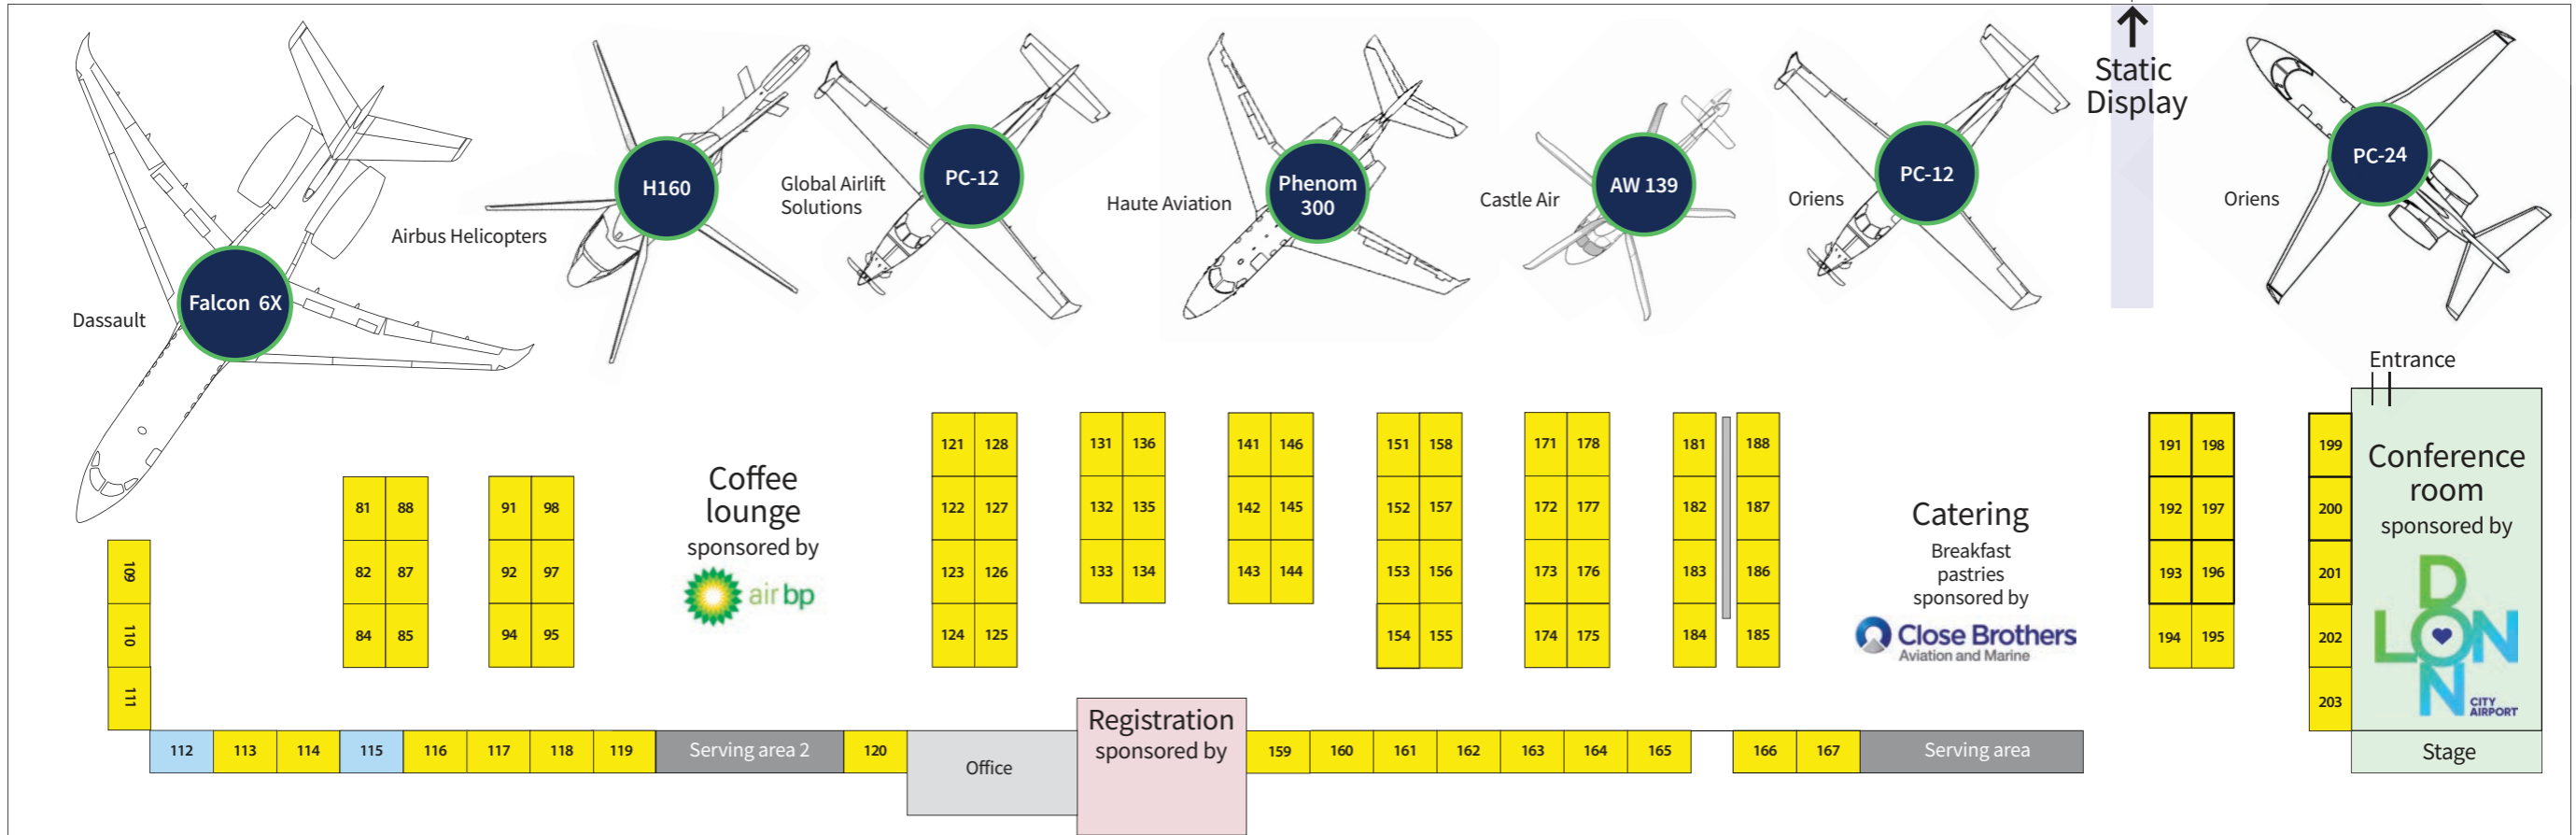 Static
Display
Dassault
Falcon 6X
Airbus Helicopters
H160
Global Airlift
Solutions
PC-12
Haute Aviation
Phenom
300
Castle Air
AW 139
Oriens
PC-12
Oriens
PC-24
Entrance
109
110
111
81 88
82 87
84 85
91 98
92 97
94 95
Coffee
lounge
sponsored by
air bp
121 128
122 127
123 126
124 125
131 136
132 135
133 134
141 146
142 145
143 144
151 158
152 157
153 156
154 155
171 178
172 177
173 176
174 175
181 188
182 187
183 186
184 185
Catering
Breakfast
pastries
sponsored by
Close Brothers
Aviation and Marine
191 198
192 197
193 196
194 195
199
200
201
202
203
Conference
room
sponsored by
LONDON
CITY
AIRPORT
Stage
112 113 114 115 116 117 118 119 Serving area 2 120
Office
Registration
sponsored by
159 160 161 162 163 164 165 166 167 Serving area